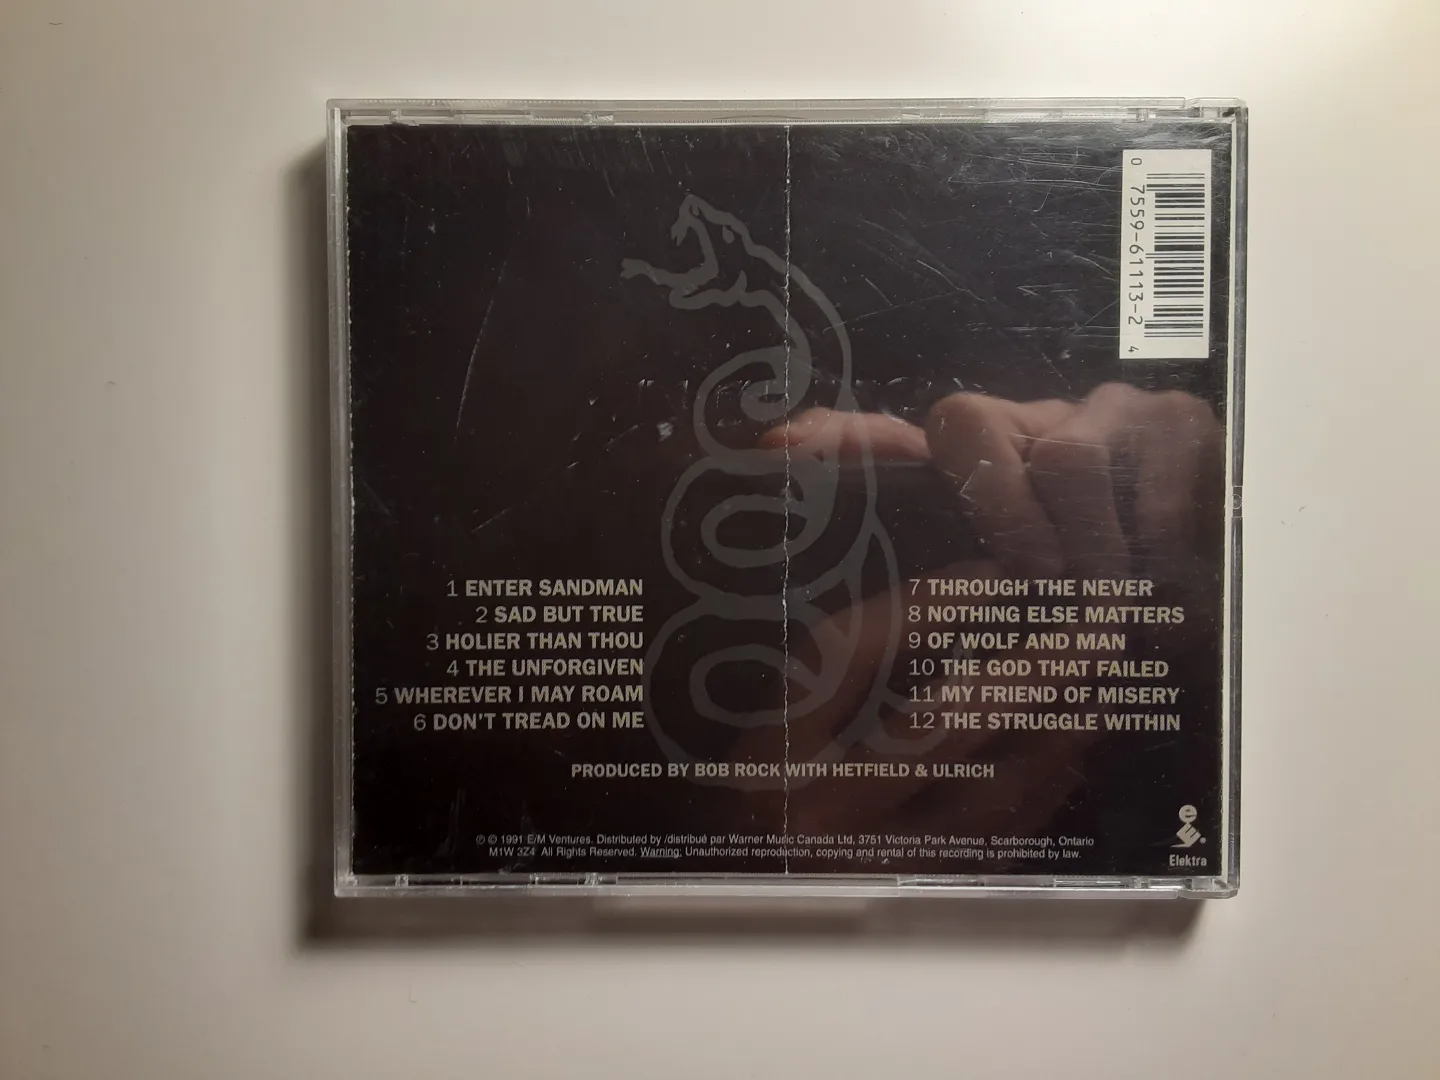 0 7559-61113-2 4
1 ENTER SANDMAN
2 SAD BUT TRUE
3 HOLIER THAN THOU
4 THE UNFORGIVEN
5 WHEREVER I MAY ROAM
6 DON'T TREAD ON ME
7 THROUGH THE NEVER
8 NOTHING ELSE MATTERS
9 OF WOLF AND MAN
10 THE GOD THAT FAILED
11 MY FRIEND OF MISERY
12 THE STRUGGLE WITHIN
PRODUCED BY BOB ROCK WITH HETFIELD & ULRICH
℗ © 1991 E/M Ventures. Distributed by /distribué par Warner Music Canada Ltd, 3751 Victoria Park Avenue, Scarborough, Ontario
M1W 3Z4 All Rights Reserved. Warning: Unauthorized reproduction, copying and rental of this recording is prohibited by law.
Elektra